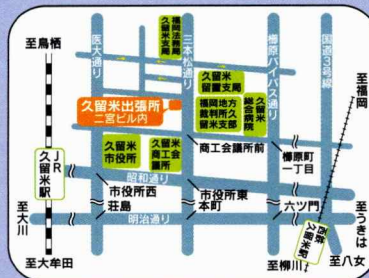 至鳥栖
医大通り
福岡法務局
久留米支局
三本松通り
櫛原バイパス通り
国道3号線
至福岡
久留米
留置支局
久留米出張所
二宮ビル内
福岡地方
裁判所久
留米支部
久留米
総合病院
久留米
市役所
久留米
商工会
議所
商工会議所前
櫛原町
一丁目
JR
久留米駅
昭和通り
市役所西
市役所東
荘島
本町
六ツ門
明治通り
至大川
至うきは
西鉄
久留米駅
至大牟田
至柳川
至八女